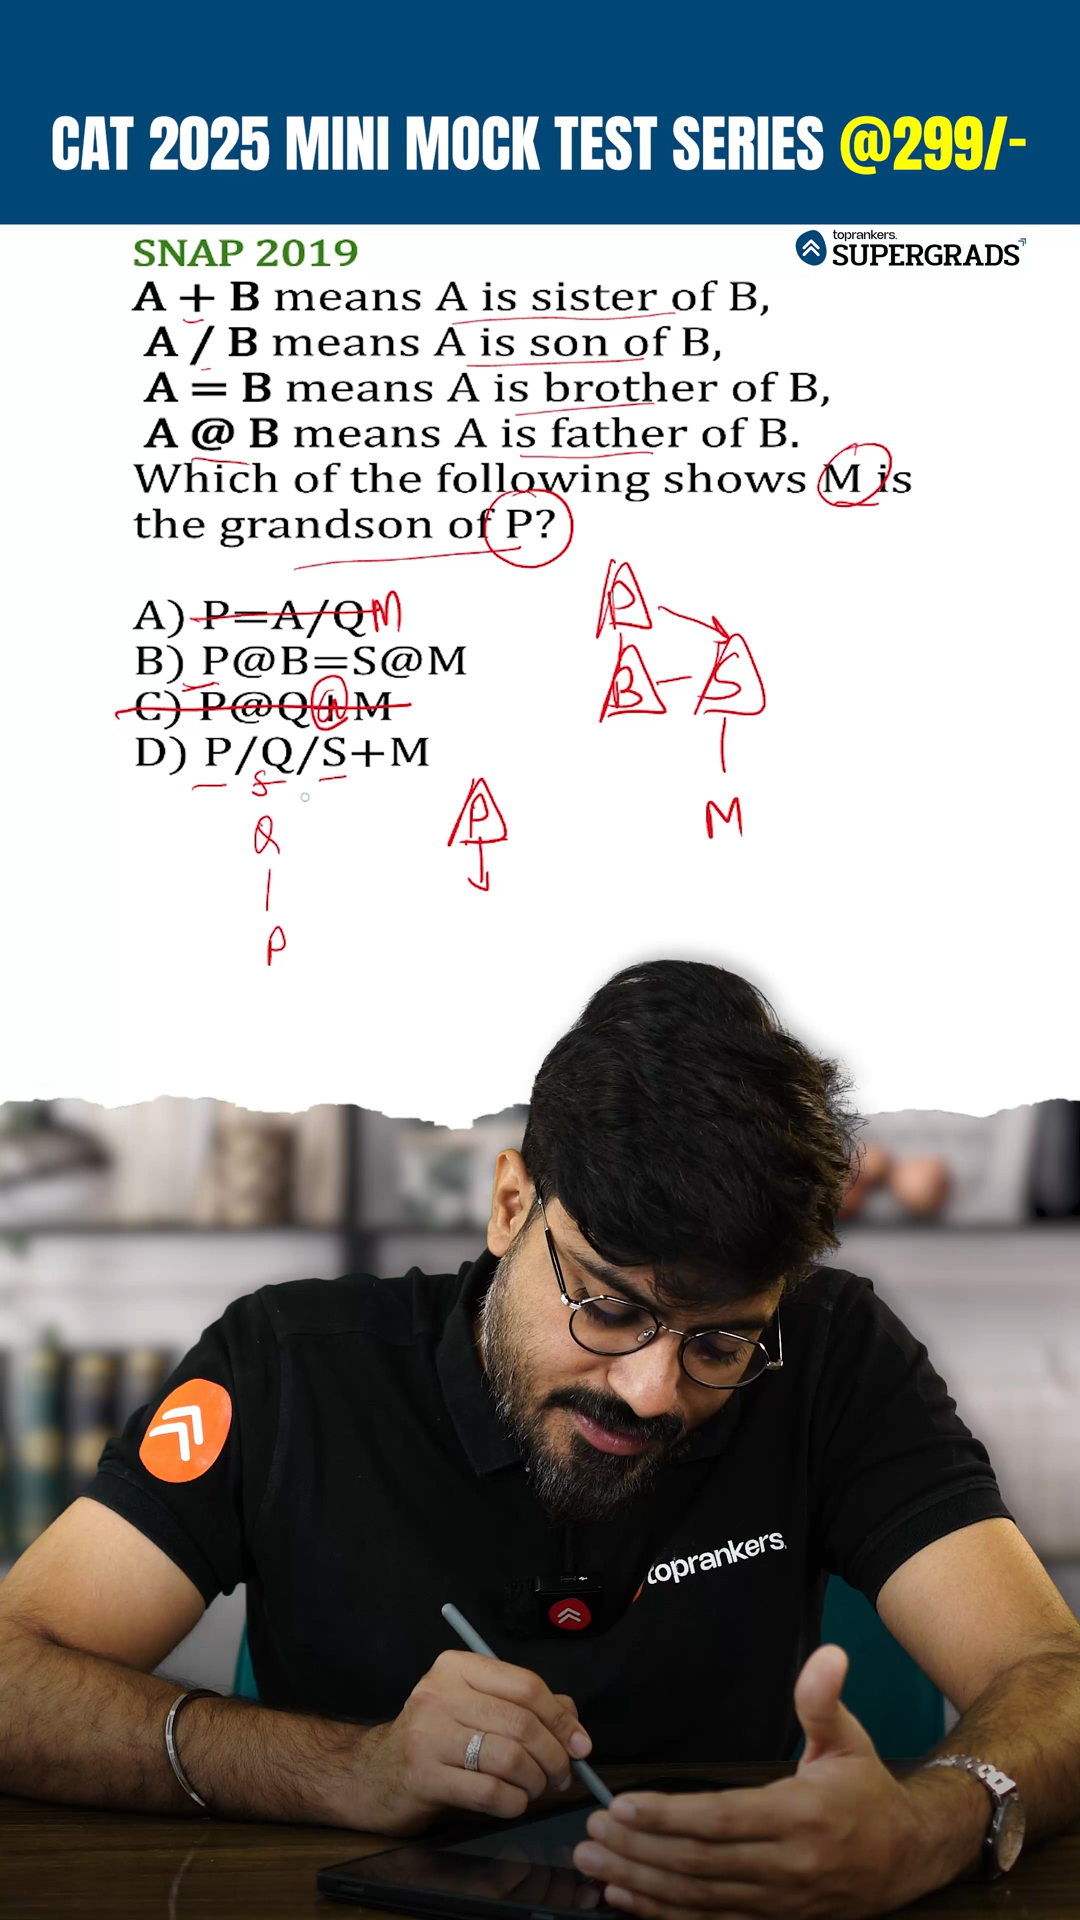 CAT 2025 MINI MOCK TEST SERIES @299/-
toprankers.
SUPERGRADS
SNAP 2019
A + B means A is sister of B,
A / B means A is son of B,
A = B means A is brother of B,
A @ B means A is father of B.
Which of the following shows M is
the grandson of P?
A) P=A/Q M
B) P@B=S@M
C) P@Q+M
D) P/Q/S+M
P
B - S
M
P
S
Q
P
toprankers.